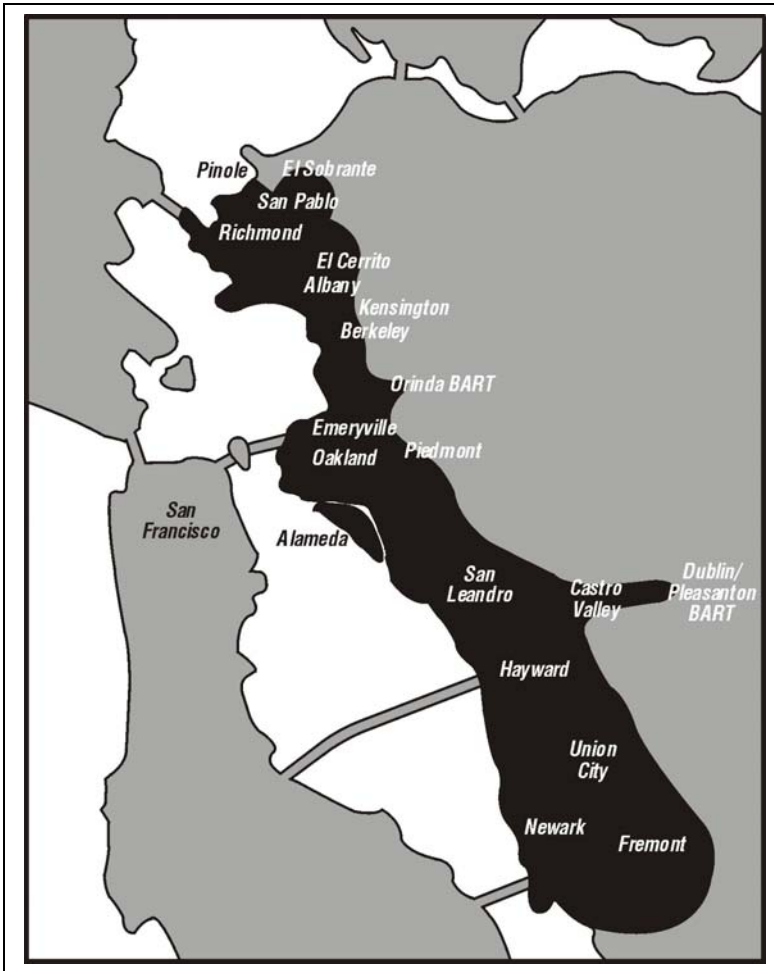 Pinole
El Sobrante
San Pablo
Richmond
El Cerrito
Albany
Kensington
Berkeley
Orinda BART
Emeryville
Oakland
Piedmont
San
Francisco
Alameda
San
Leandro
Castro
Valley
Dublin/
Pleasanton
BART
Hayward
Union
City
Newark
Fremont